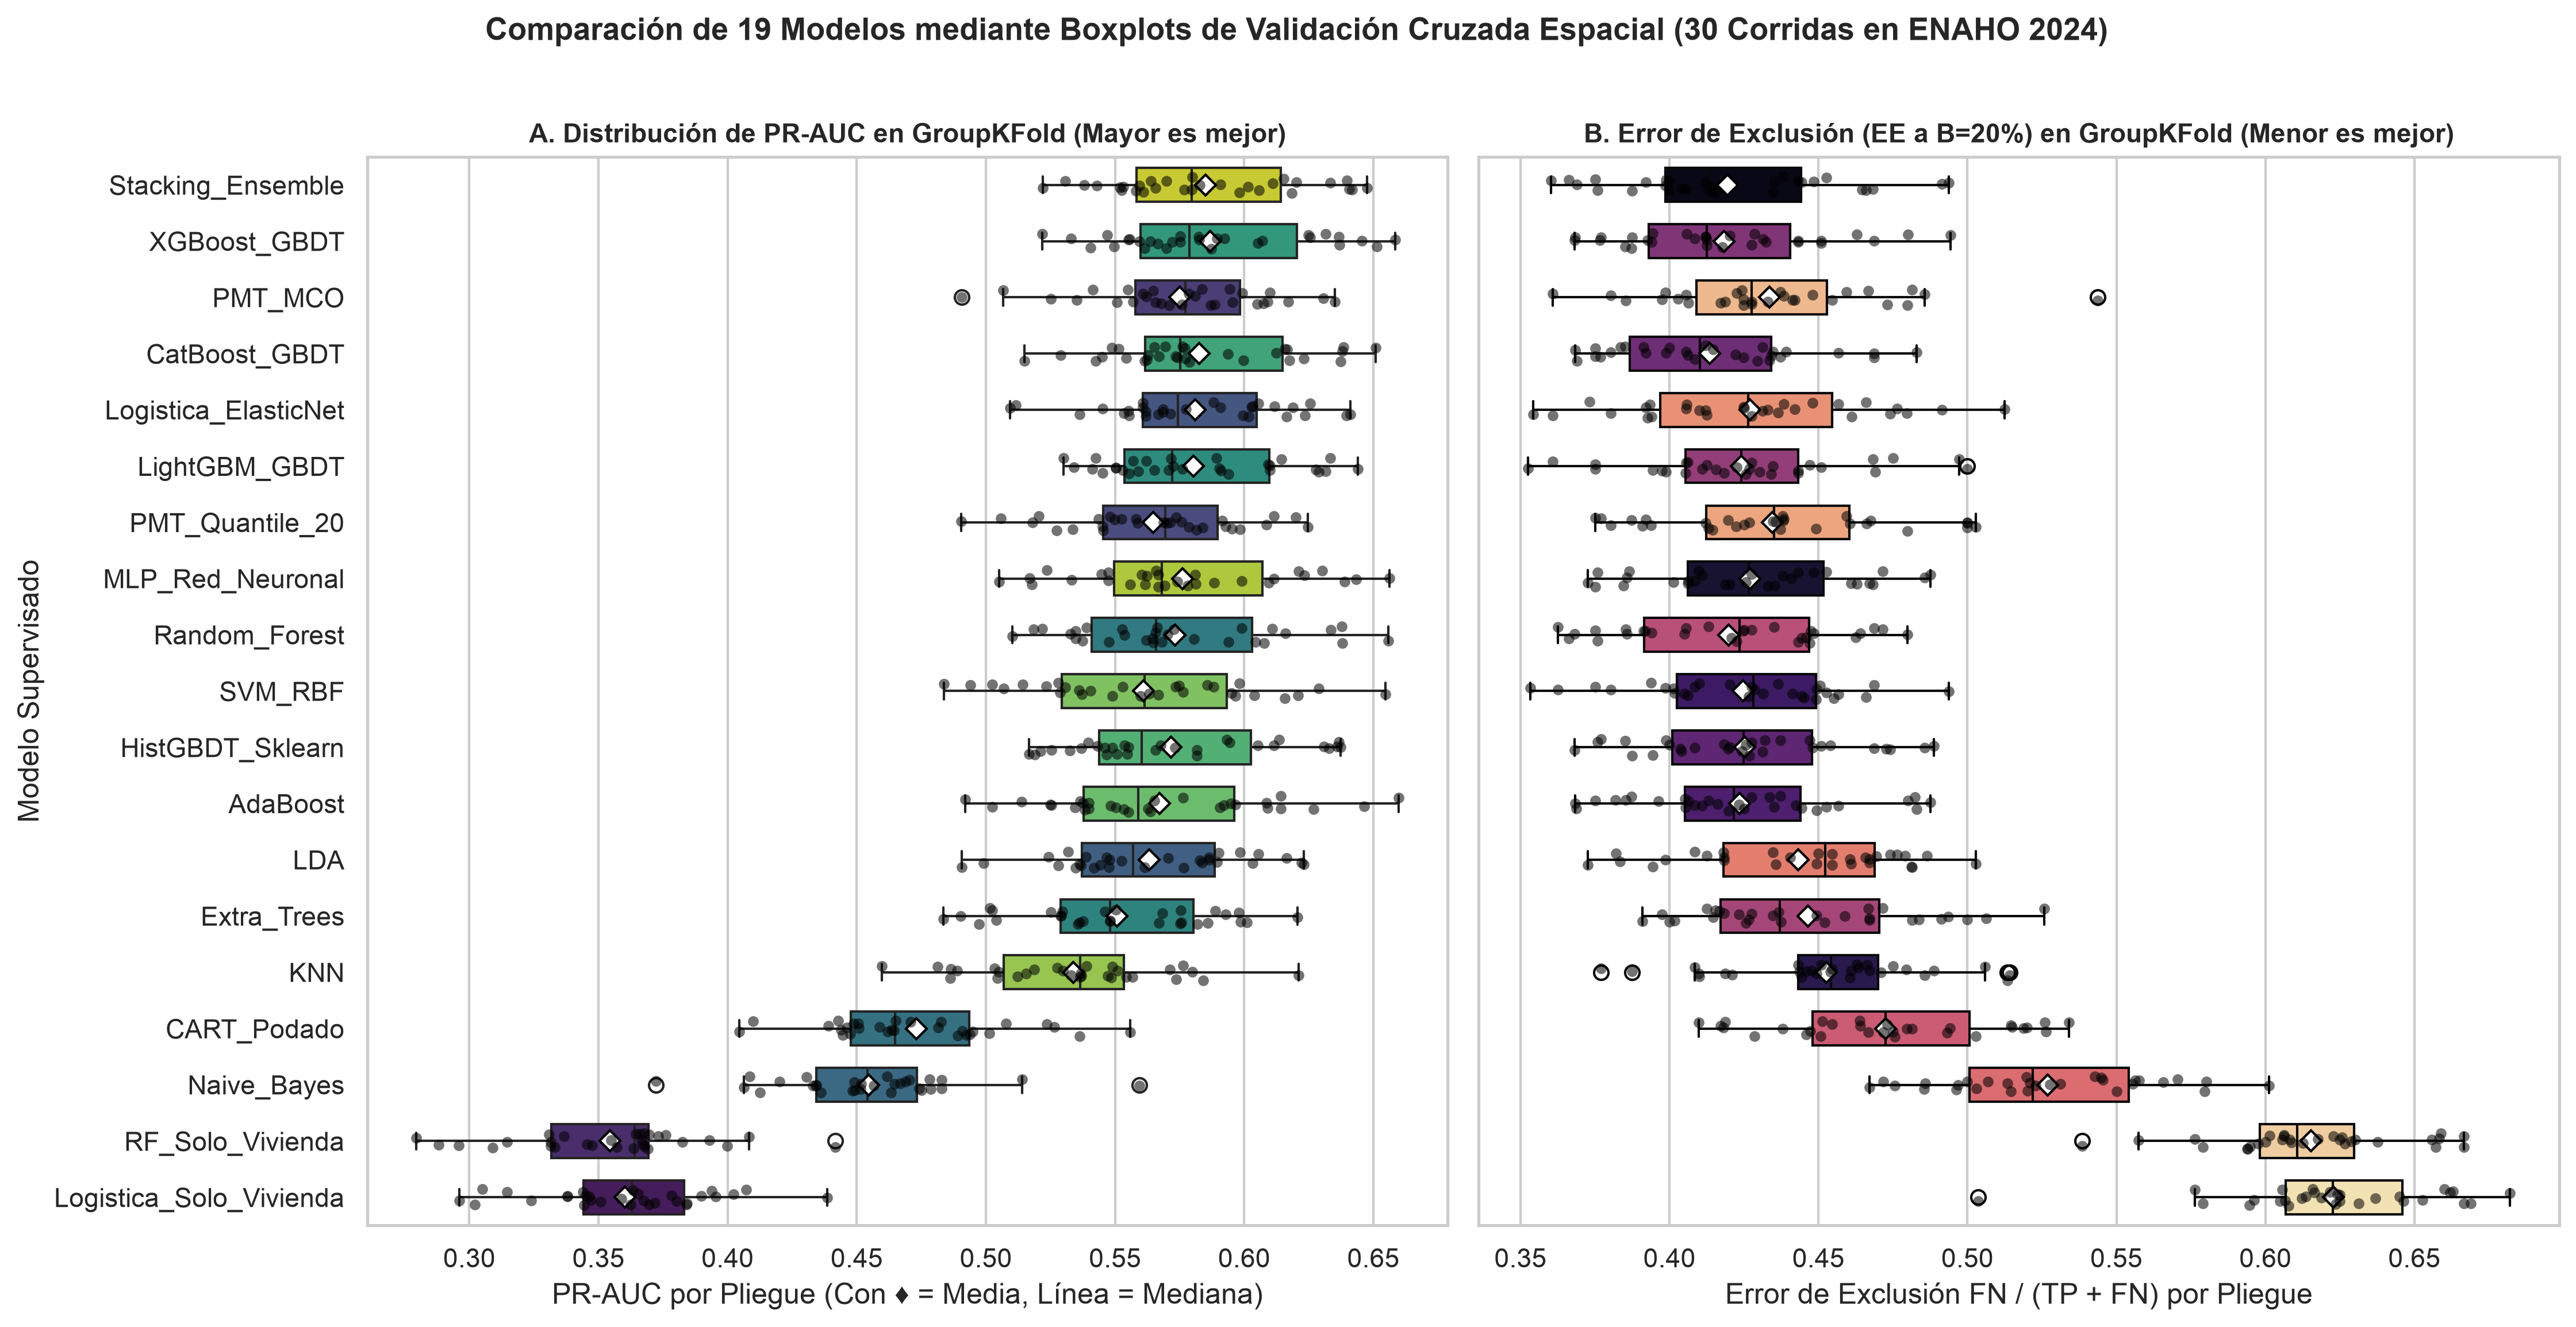 Comparación de 19 Modelos mediante Boxplots de Validación Cruzada Espacial (30 Corridas en ENAHO 2024)
A. Distribución de PR-AUC en GroupKFold (Mayor es mejor)
B. Error de Exclusión (EE a B=20%) en GroupKFold (Menor es mejor)
Modelo Supervisado
Stacking_Ensemble
XGBoost_GBDT
PMT_MCO
CatBoost_GBDT
Logistica_ElasticNet
LightGBM_GBDT
PMT_Quantile_20
MLP_Red_Neuronal
Random_Forest
SVM_RBF
HistGBDT_Sklearn
AdaBoost
LDA
Extra_Trees
KNN
CART_Podado
Naive_Bayes
RF_Solo_Vivienda
Logistica_Solo_Vivienda
0.30 0.35 0.40 0.45 0.50 0.55 0.60 0.65
PR-AUC por Pliegue (Con ♦ = Media, Línea = Mediana)
0.35 0.40 0.45 0.50 0.55 0.60 0.65
Error de Exclusión FN / (TP + FN) por Pliegue